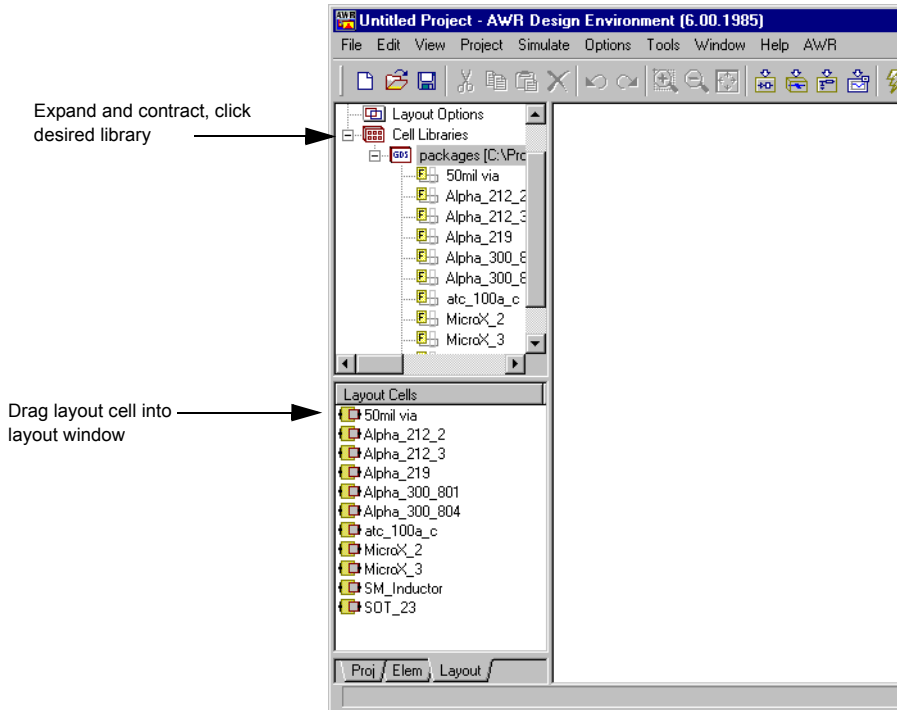 Untitled Project - AWR Design Environment (6.00.1985)
File Edit View Project Simulate Options Tools Window Help AWR
Expand and contract, click
desired library
Layout Options
Cell Libraries
GDS packages [C:\Pro
F 50mil via
F Alpha_212_2
F Alpha_212_3
F Alpha_219
F Alpha_300_8
F Alpha_300_8
F atc_100a_c
F MicroX_2
F MicroX_3
Drag layout cell into
layout window
Layout Cells
50mil via
Alpha_212_2
Alpha_212_3
Alpha_219
Alpha_300_801
Alpha_300_804
atc_100a_c
MicroX_2
MicroX_3
SM_Inductor
SOT_23
Proj Elem Layout